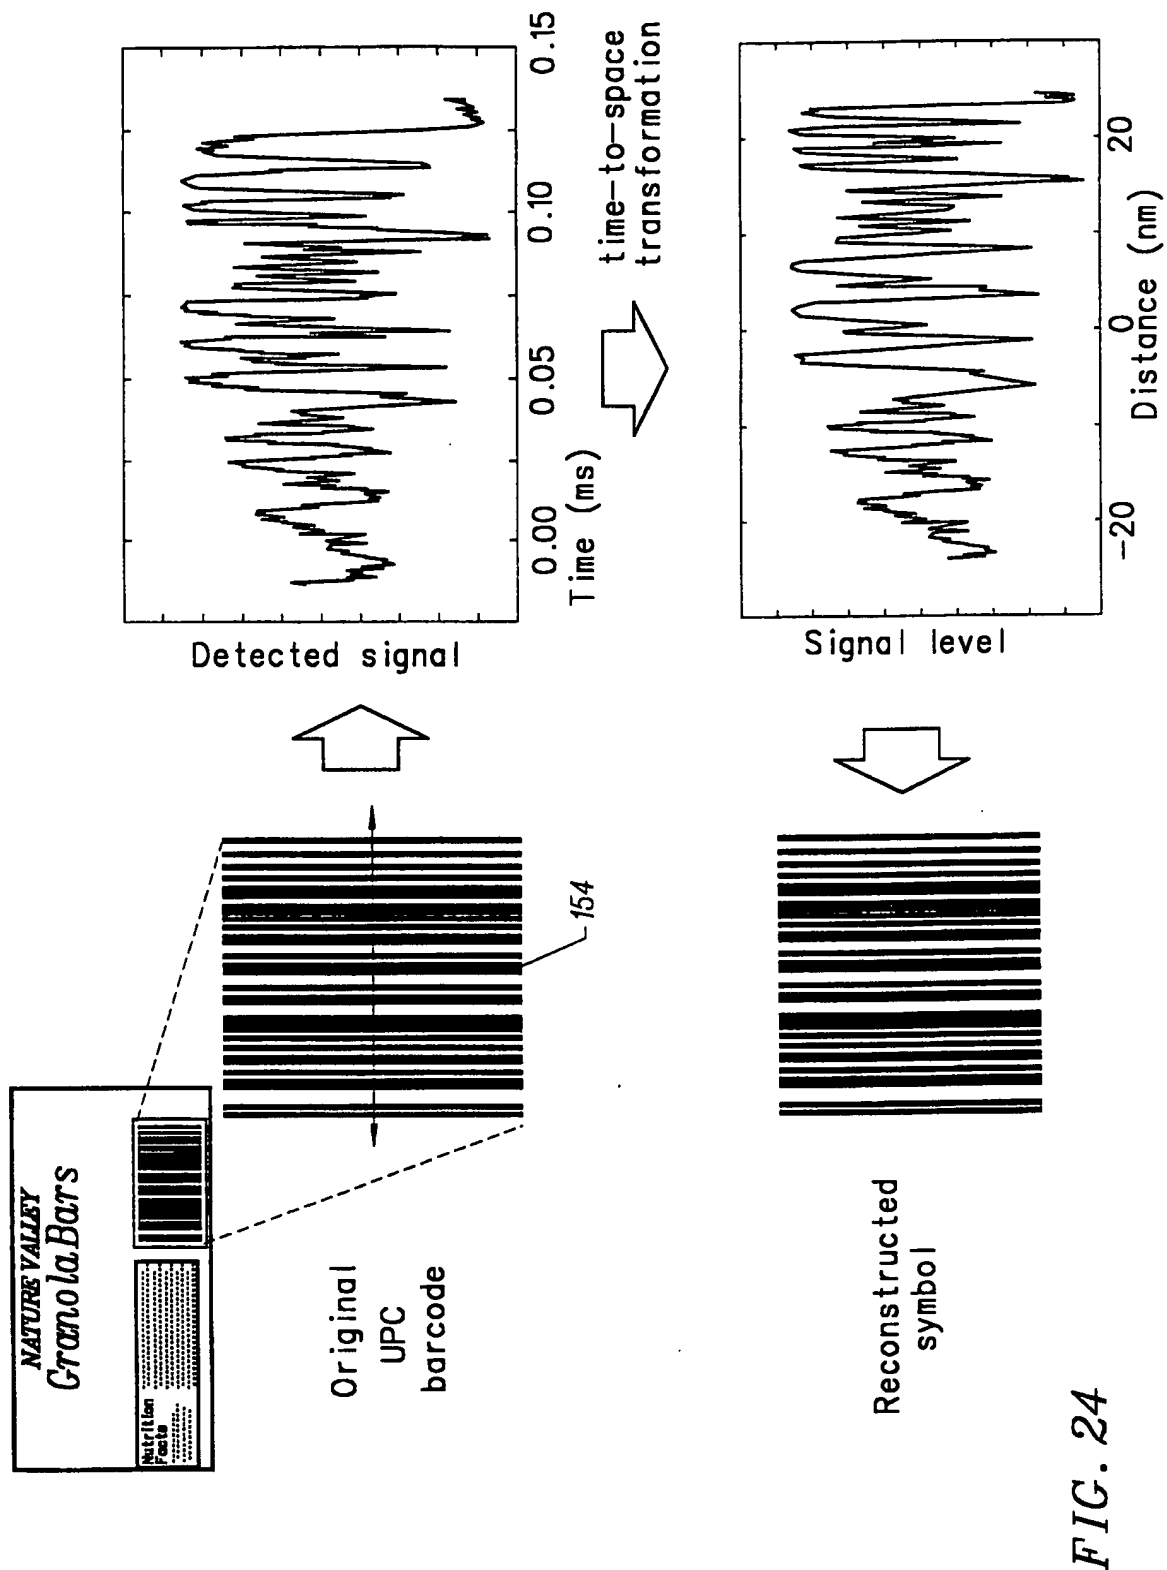 NATURE VALLEY
Granola Bars
Nutrition
Facts
Original
UPC
barcode
154
Detected signal
0.00
0.05
0.10
0.15
Time (ms)
time-to-space
transformation
Signal level
-20
0
20
Distance (nm)
Reconstructed
symbol
FIG. 24